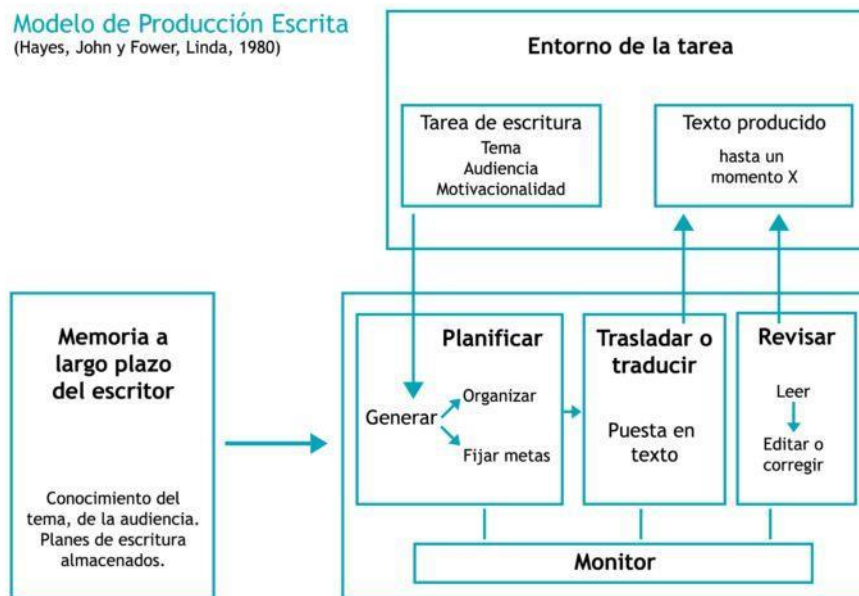 Modelo de Producción Escrita
(Hayes, John y Fower, Linda, 1980)
Entorno de la tarea
Tarea de escritura
Tema
Audiencia
Motivacionalidad
Texto producido
hasta un
momento X
Memoria a
largo plazo
del escritor
Conocimiento del
tema, de la audiencia.
Planes de escritura
almacenados.
Planificar
Generar
Organizar
Fijar metas
Trasladar o
traducir
Puesta en
texto
Revisar
Leer
Editar o
corregir
Monitor